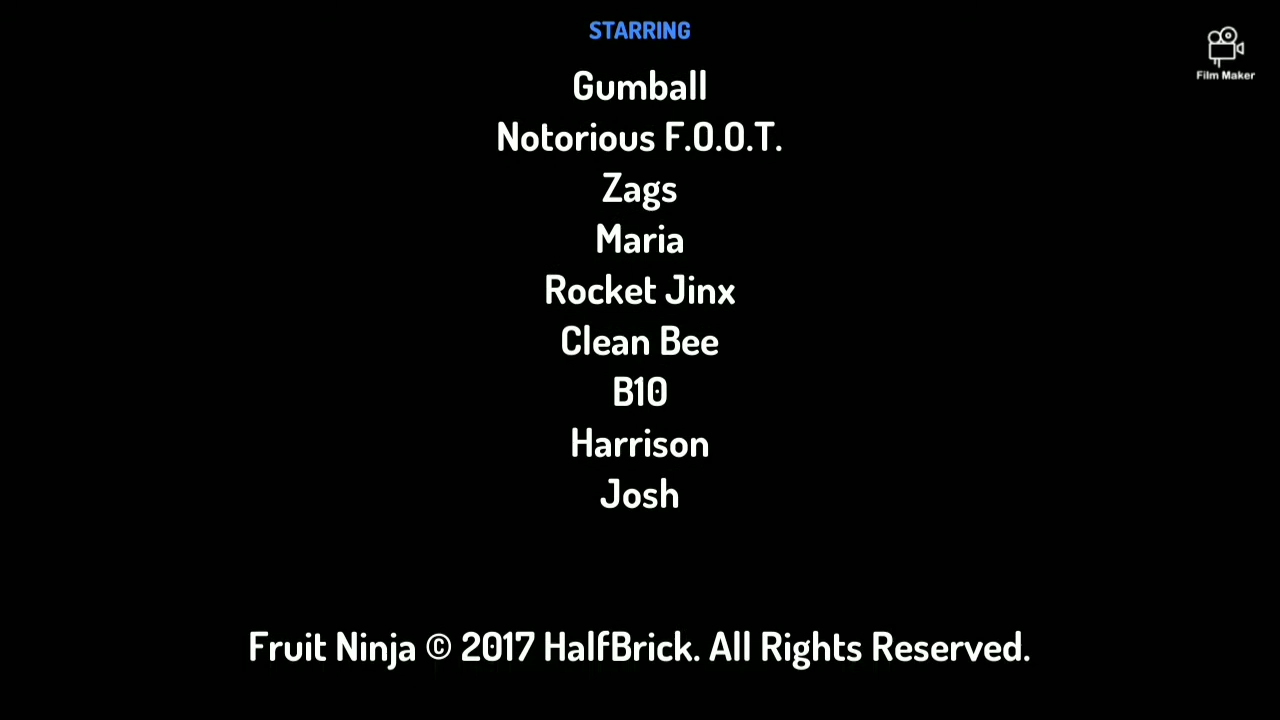 STARRING
Gumball
Notorious F.O.O.T.
Zags
Maria
Rocket Jinx
Clean Bee
B10
Harrison
Josh
Fruit Ninja © 2017 HalfBrick. All Rights Reserved.
Film Maker